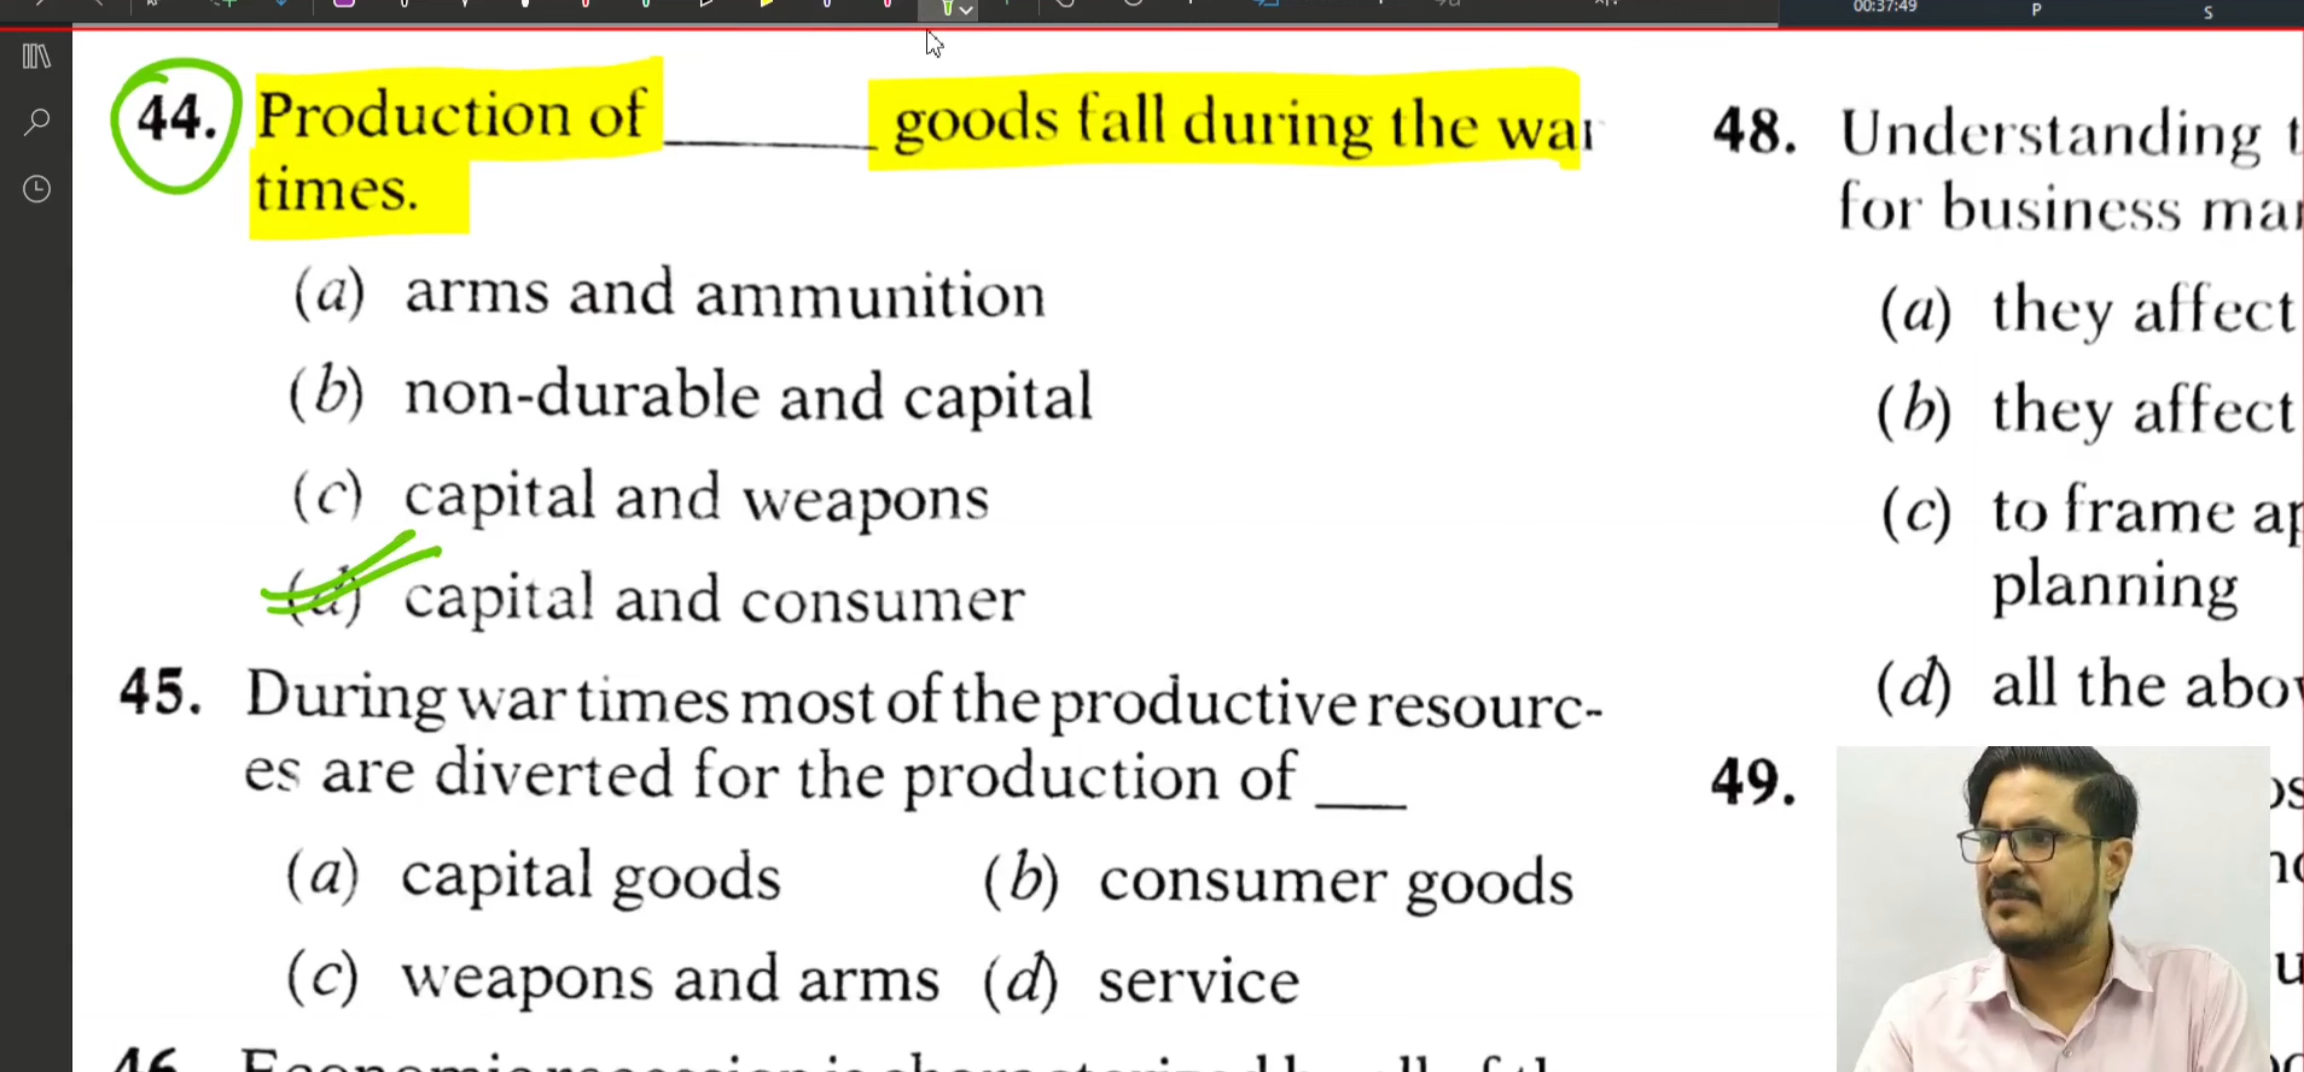 00:37:49
P
S
44. Production of ______ goods fall during the war
times.
(a) arms and ammunition
(b) non-durable and capital
(c) capital and weapons
(d) capital and consumer
45. During war times most of the productive resourc-
es are diverted for the production of ___
(a) capital goods (b) consumer goods
(c) weapons and arms (d) service
46
48. Understanding
for business
(a) they affect
(b) they affect
(c) to frame
planning
(d) all the
49.